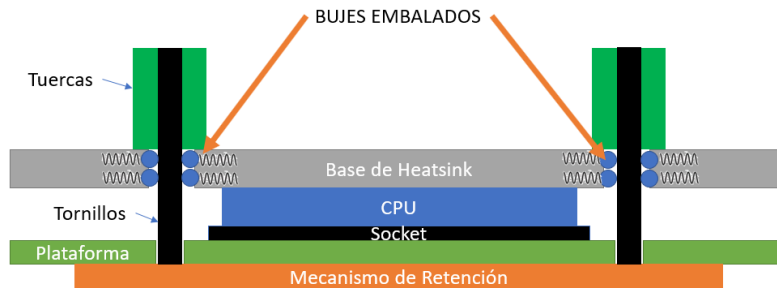 BUJES EMBALADOS
Tuercas
Base de Heatsink
CPU
Tornillos
Socket
Plataforma
Mecanismo de Retención